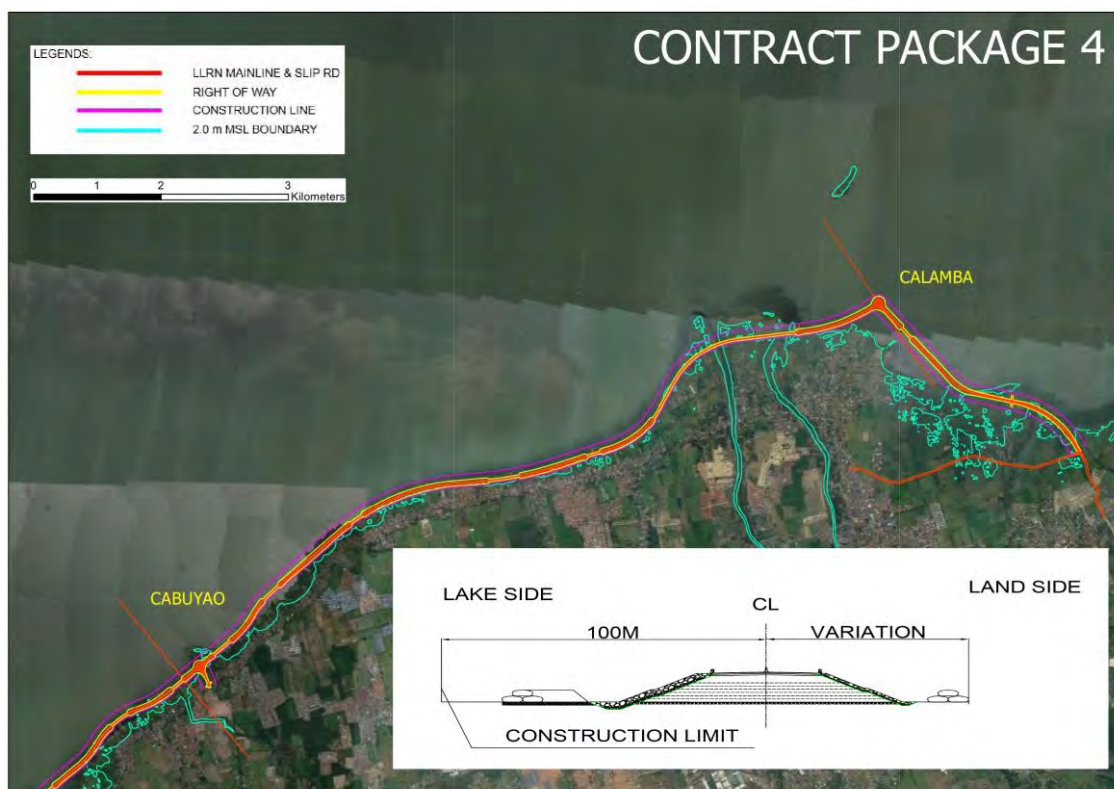 CONTRACT PACKAGE 4
LEGENDS:
LLRN MAINLINE & SLIP RD
RIGHT OF WAY
CONSTRUCTION LINE
2.0 m MSL BOUNDARY
0 1 2 3
Kilometers
CALAMBA
CABUYAO
LAKE SIDE
LAND SIDE
CL
100M
VARIATION
CONSTRUCTION LIMIT